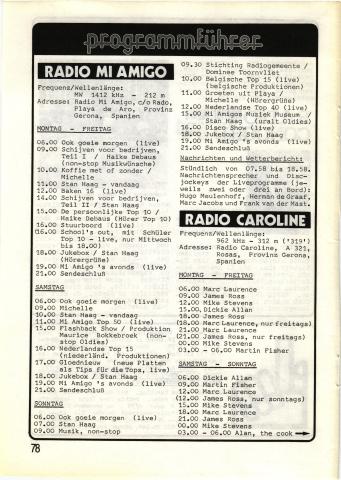 programmführer
RADIO MI AMIGO
Frequenz/Wellenlänge:
MW 1412 kHz - 212 m
Adresse: Radio Mi Amigo, c/o Rado,
Playa de Aro, Provinz
Gerona, Spanien
MONTAG - FREITAG
06.00 Ook goeie morgen (live)
09.00 Schijven voor bedrijven,
Teil I / Haike Debaus
(non-stop Musikwünsche)
10.00 Koffie met of zonder /
Michelle
11.00 Stan Haag - vandaag
12.00 Baken 16 (live)
14.00 Schijven voor bedrijven,
Teil II / Stan Haag
15.00 De persoonlijke Top 10 /
Haike Debaus (Hörer Top 10)
16.00 Stuurboord (live)
(16.00 School's out, mit Schüler
Top 10 - live, nur Mittwoch
bis 18.00)
18.00 Jukebox / Stan Haag
(Hörergrüße)
19.00 Mi Amigo 's avonds (live)
21.00 Sendeschluß
SAMSTAG
06.00 Ook goeie morgen (live)
09.00 Michelle
10.00 Stan Haag - vandaag
11.00 Mi Amigo Top 50 (live)
15.00 Flashback Show / Produktion
Maurice Bokkebroek (non-
stop Oldies)
16.00 Nederlandse Top 15
(niederländ. Produktionen)
17.00 Gloednieuw (neue Platten
als Tips für die Tops, live)
18.00 Jukebox / Stan Haag
19.00 Mi Amigo 's avonds (live)
21.00 Sendeschluß
SONNTAG
06.00 Ook goeie morgen (live)
07.00 Stan Haag
09.00 Musik, non-stop
09.30 Stichting Radiogemeente /
Dominee Toornvliet
10.00 Belgische Top 15 (live)
(belgische Produktionen)
11.00 Groeten uit Playa /
Michelle (Hörergrüße)
12.00 Nederlandse Top 40 (live)
15.00 Mi Amigos Musiek Museum /
Stan Haag (uralt Oldies)
16.00 Disco Show (live)
18.00 Jukebox / Stan Haag
19.00 Mi Amigo 's avonds (live)
21.00 Sendeschluß
Nachrichten und Wetterbericht:
Stündlich von 07.58 bis 18.58.
Nachrichtensprecher und Disc-
jockeys der Liveprogramme (je-
weils zwei oder drei an Bord):
Hugo Meulenhoff, Herman de Graaf,
Marc Jacobs und Frank van der Mast.
RADIO CAROLINE
Frequenz/Wellenlänge:
962 kHz - 312 m ('319')
Adresse: Radio Caroline, A 321,
Rosas, Provinz Gerona,
Spanien
MONTAG - FREITAG
06.00 Marc Laurence
09.00 James Ross
12.00 Mike Stevens
15.00 Dickie Allan
18.00 James Ross
(18.00 Marc Laurence, nur freitags)
21.00 Marc Laurence
(21.00 James Ross, nur freitags)
00.00 Mike Stevens
03.00 - 06.00 Martin Fisher
SAMSTAG - SONNTAG
06.00 Dickie Allan
09.00 Martin Fisher
12.00 Marc Laurence
(12.00 James Ross, nur sonntags)
15.00 Mike Stevens
18.00 Marc Laurence
21.00 James Ross
00.00 Mike Stevens
03.00 - 06.00 Alan, the cook
78